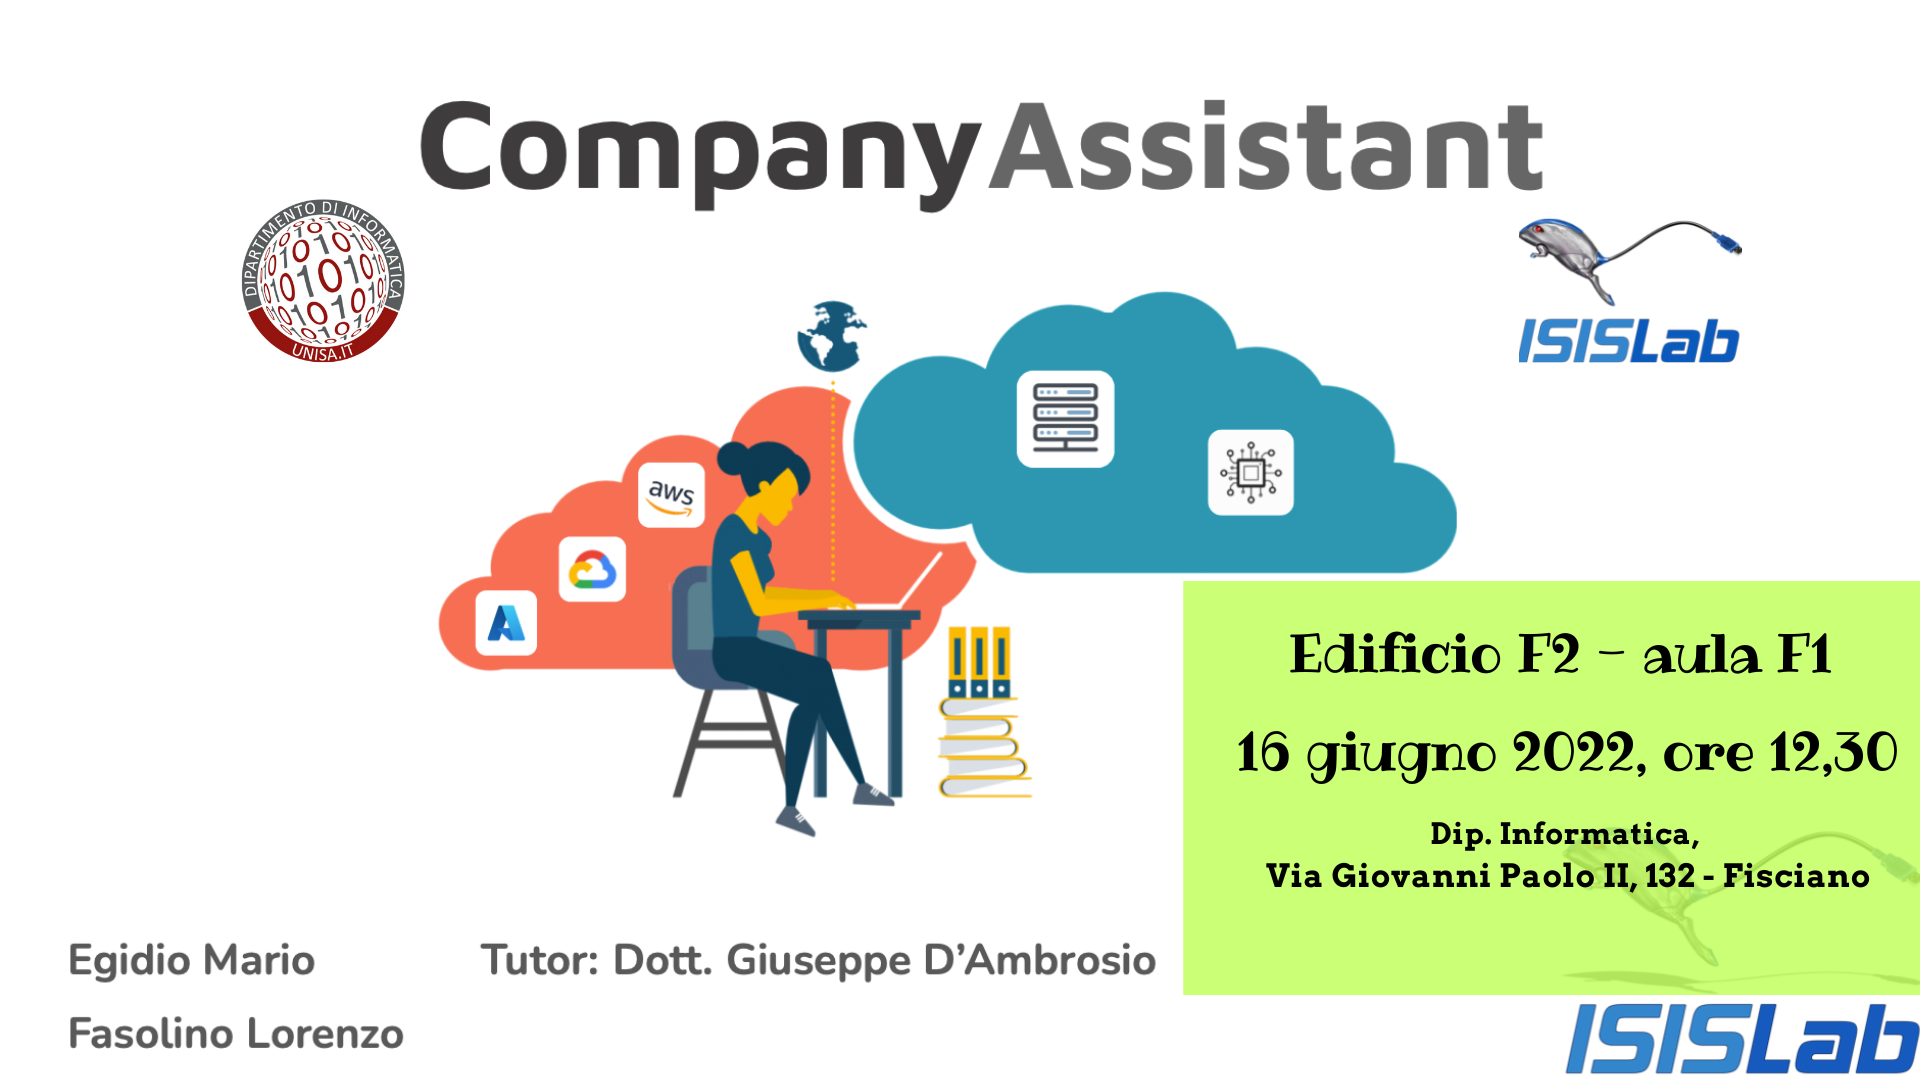 CompanyAssistant
DIPARTIMENTO DI INFORMATICA
UNISA.IT
ISISLab
aws
Edificio F2 - aula F1
16 giugno 2022, ore 12,30
Dip. Informatica,
Via Giovanni Paolo II, 132 - Fisciano
Egidio Mario
Tutor: Dott. Giuseppe D’Ambrosio
Fasolino Lorenzo
ISISLab